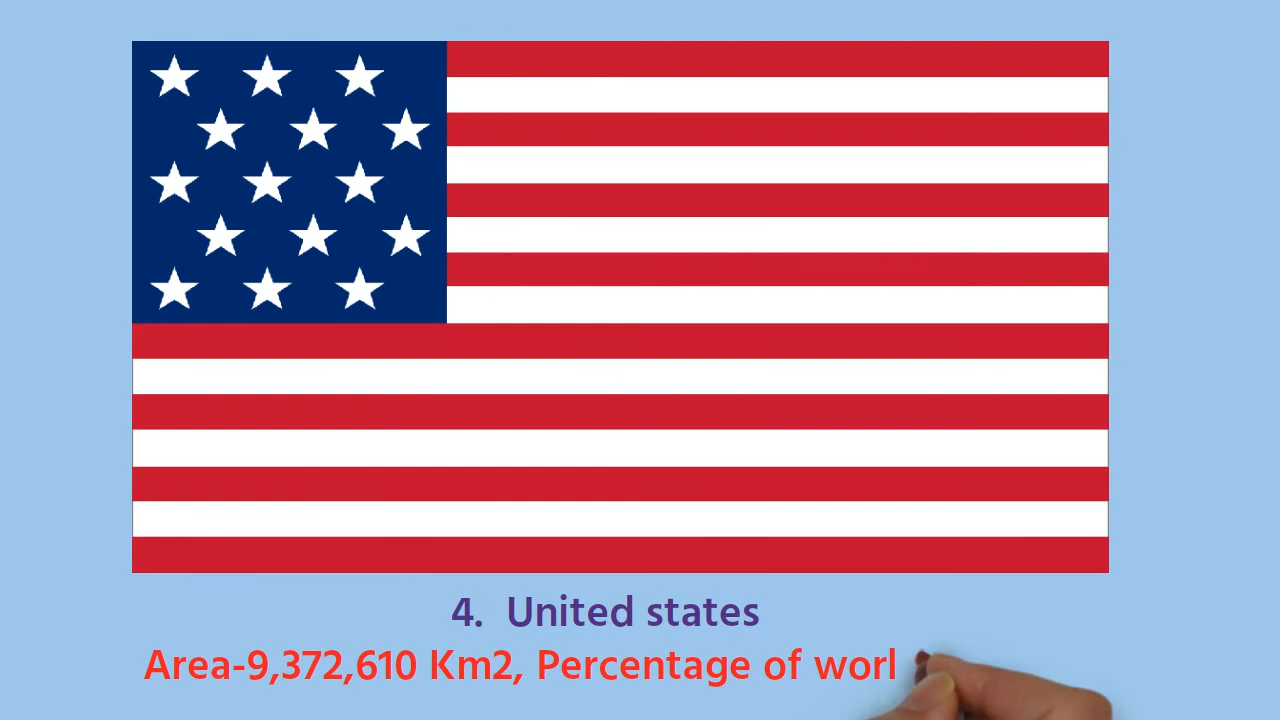 4. United states
Area-9,372,610 Km2, Percentage of worl